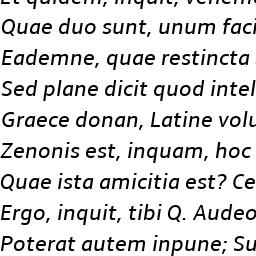 Et quidem, inquit, vehem
Quae duo sunt, unum faci
Eademne, quae restincta
Sed plane dicit quod intel
Graece donan, Latine volu
Zenonis est, inquam, hoc
Quae ista amicitia est? Ce
Ergo, inquit, tibi Q. Audeo
Poterat autem inpune; Su